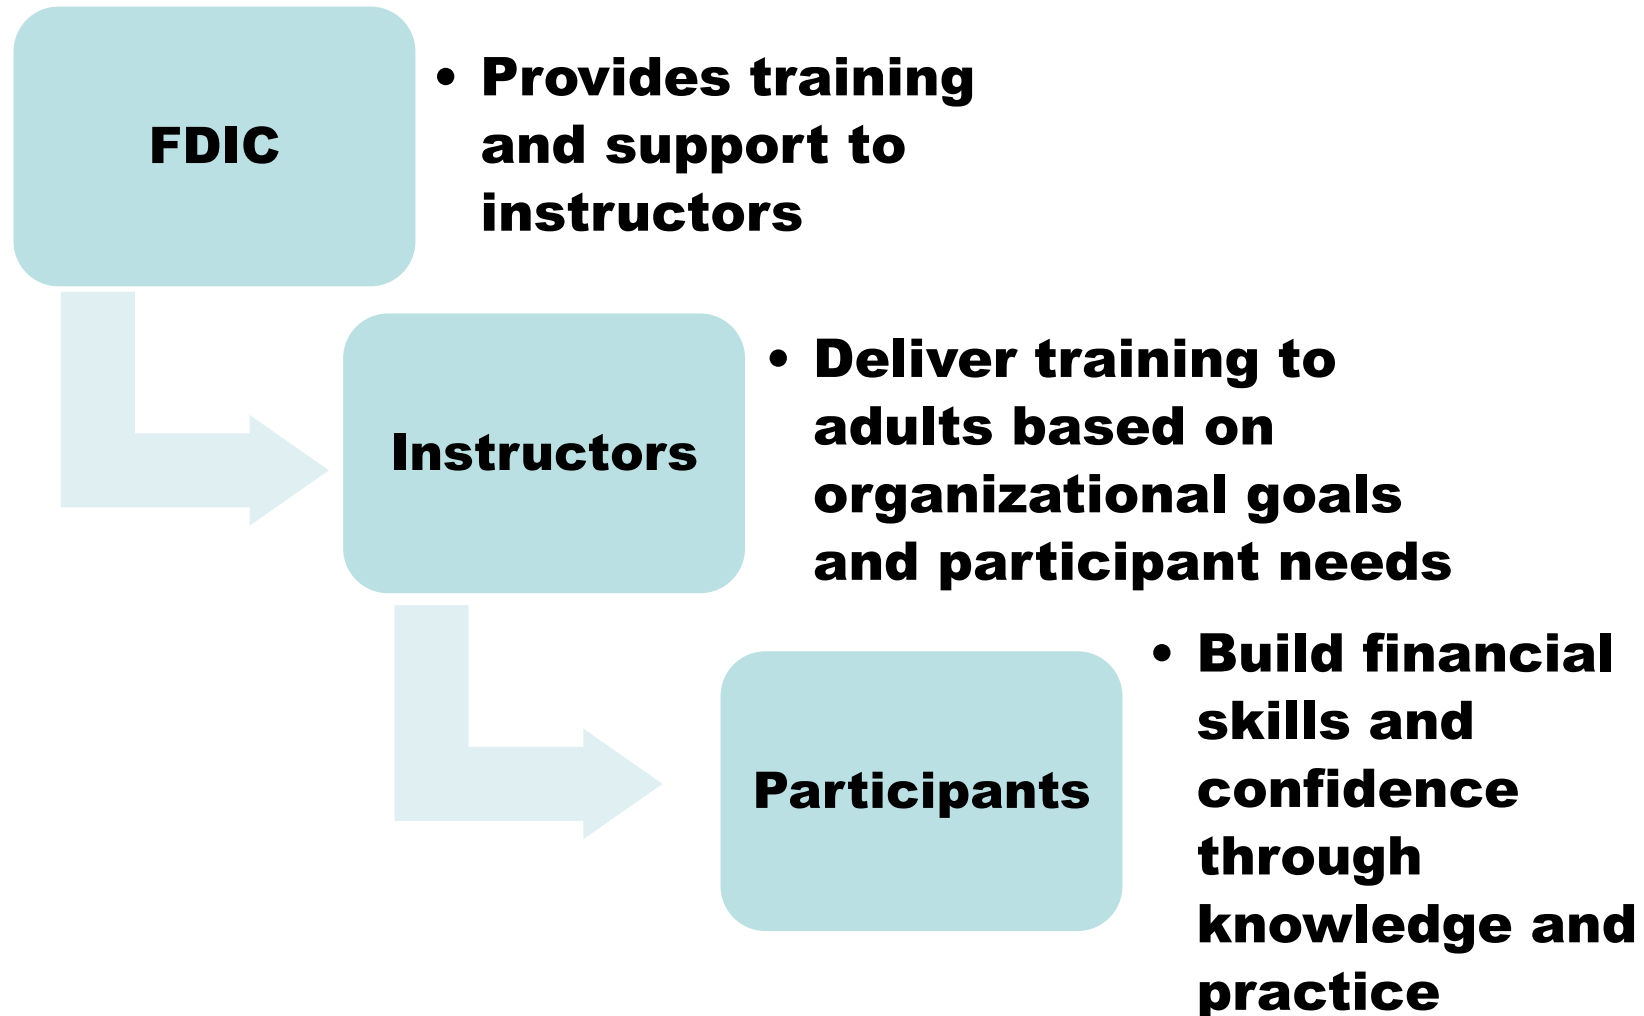 FDIC
• Provides training
and support to
instructors
Instructors
• Deliver training to
adults based on
organizational goals
and participant needs
Participants
• Build financial
skills and
confidence
through
knowledge and
practice